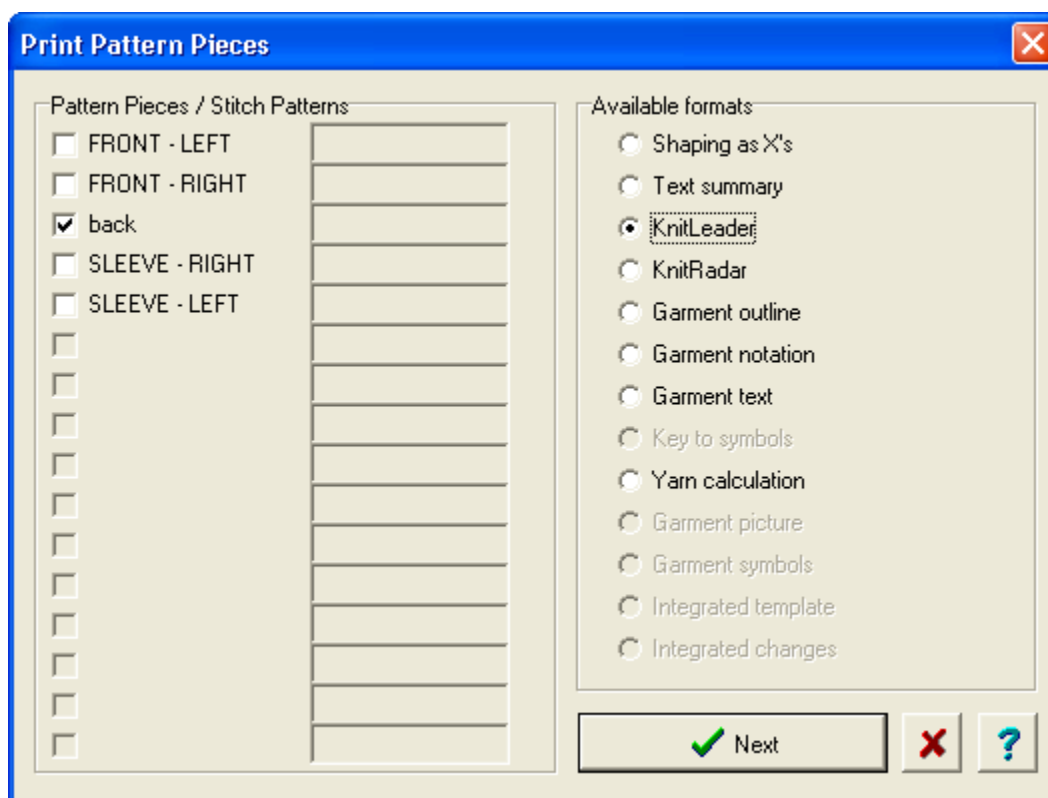 Print Pattern Pieces
Pattern Pieces / Stitch Patterns
FRONT - LEFT
FRONT - RIGHT
back
SLEEVE - RIGHT
SLEEVE - LEFT
Available formats
Shaping as X's
Text summary
KnitLeader
KnitRadar
Garment outline
Garment notation
Garment text
Key to symbols
Yarn calculation
Garment picture
Garment symbols
Integrated template
Integrated changes
Next
?